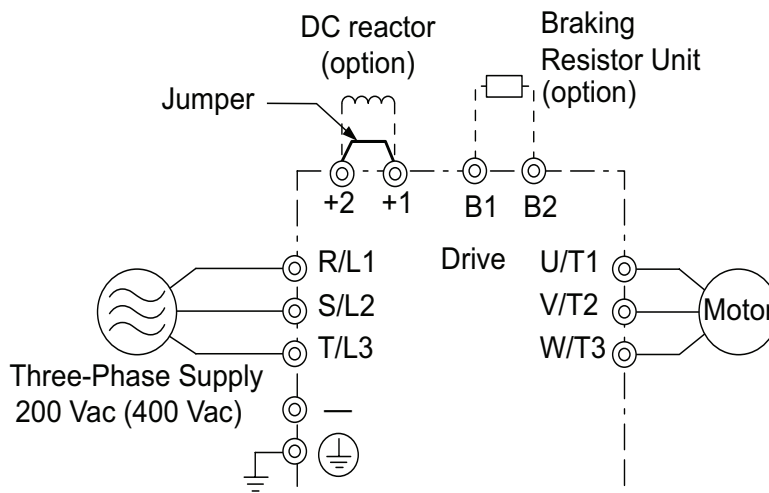 DC reactor
(option)
Braking
Resistor Unit
(option)
Jumper
+2
+1
B1
B2
R/L1
Drive
U/T1
S/L2
V/T2
Motor
T/L3
W/T3
Three-Phase Supply
200 Vac (400 Vac)
—